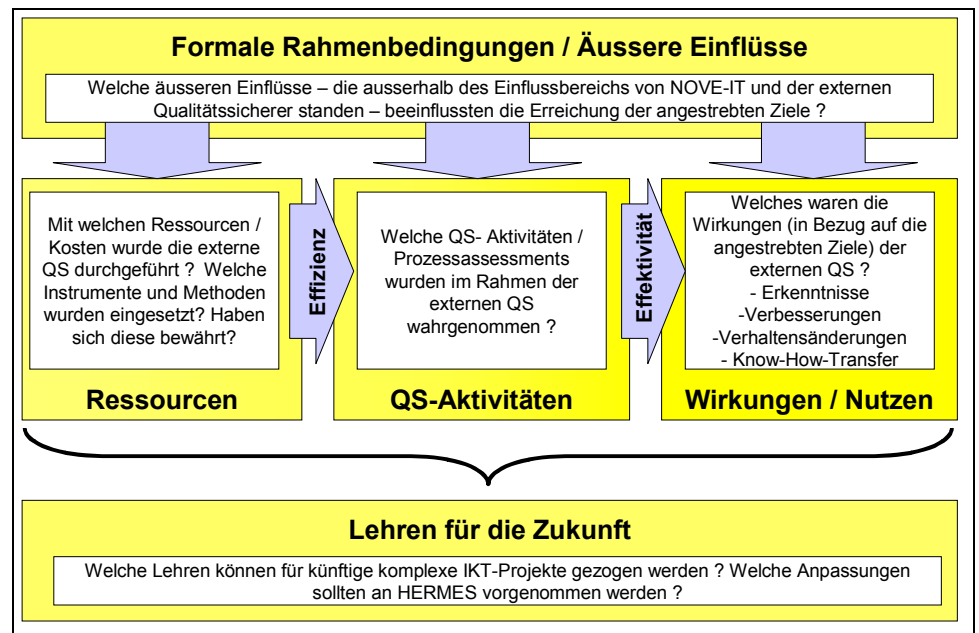 Formale Rahmenbedingungen / Äussere Einflüsse
Welche äusseren Einflüsse – die ausserhalb des Einflussbereichs von NOVE-IT und der externen
Qualitätssicherer standen – beeinflussten die Erreichung der angestrebten Ziele ?
Mit welchen Ressourcen /
Kosten wurde die externe
QS durchgeführt ? Welche
Instrumente und Methoden
wurden eingesetzt? Haben
sich diese bewährt?
Ressourcen
Effizienz
Welche QS- Aktivitäten /
Prozessassessments
wurden im Rahmen der
externen QS
wahrgenommen ?
QS-Aktivitäten
Effektivität
Welches waren die
Wirkungen (in Bezug auf die
angestrebten Ziele) der
externen QS ?
- Erkenntnisse
-Verbesserungen
-Verhaltensänderungen
- Know-How-Transfer
Wirkungen / Nutzen
Lehren für die Zukunft
Welche Lehren können für künftige komplexe IKT-Projekte gezogen werden ? Welche Anpassungen
sollten an HERMES vorgenommen werden ?